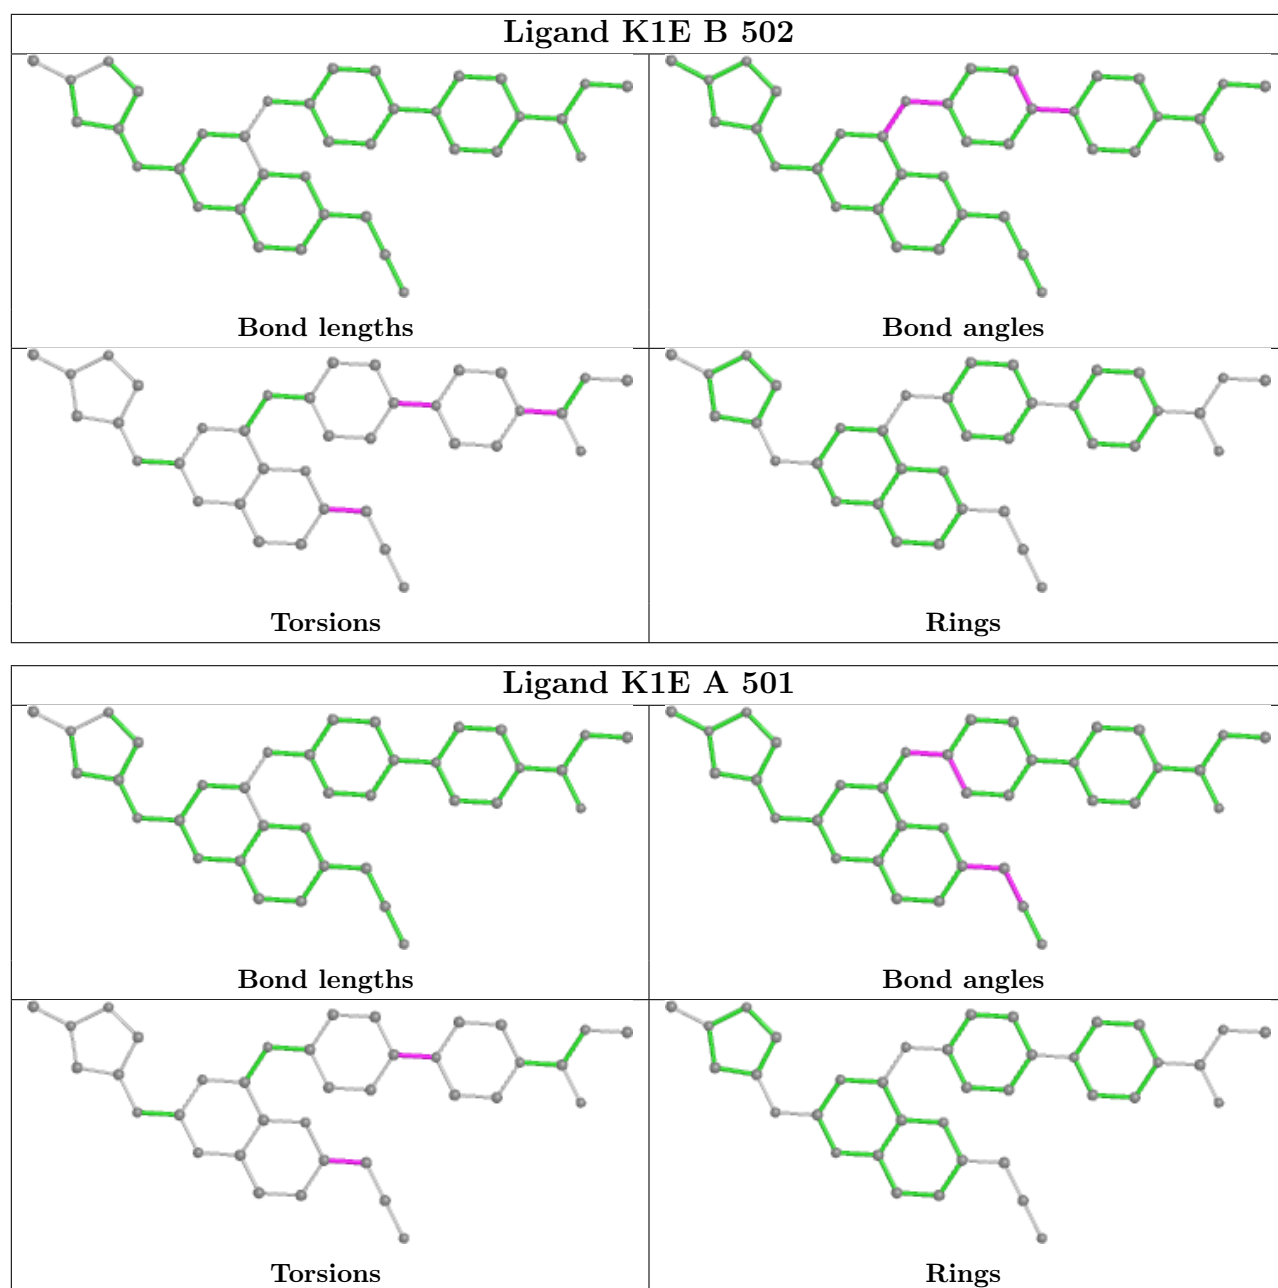 Ligand K1E B 502
Bond lengths
Bond angles
Torsions
Rings
Ligand K1E A 501
Bond lengths
Bond angles
Torsions
Rings